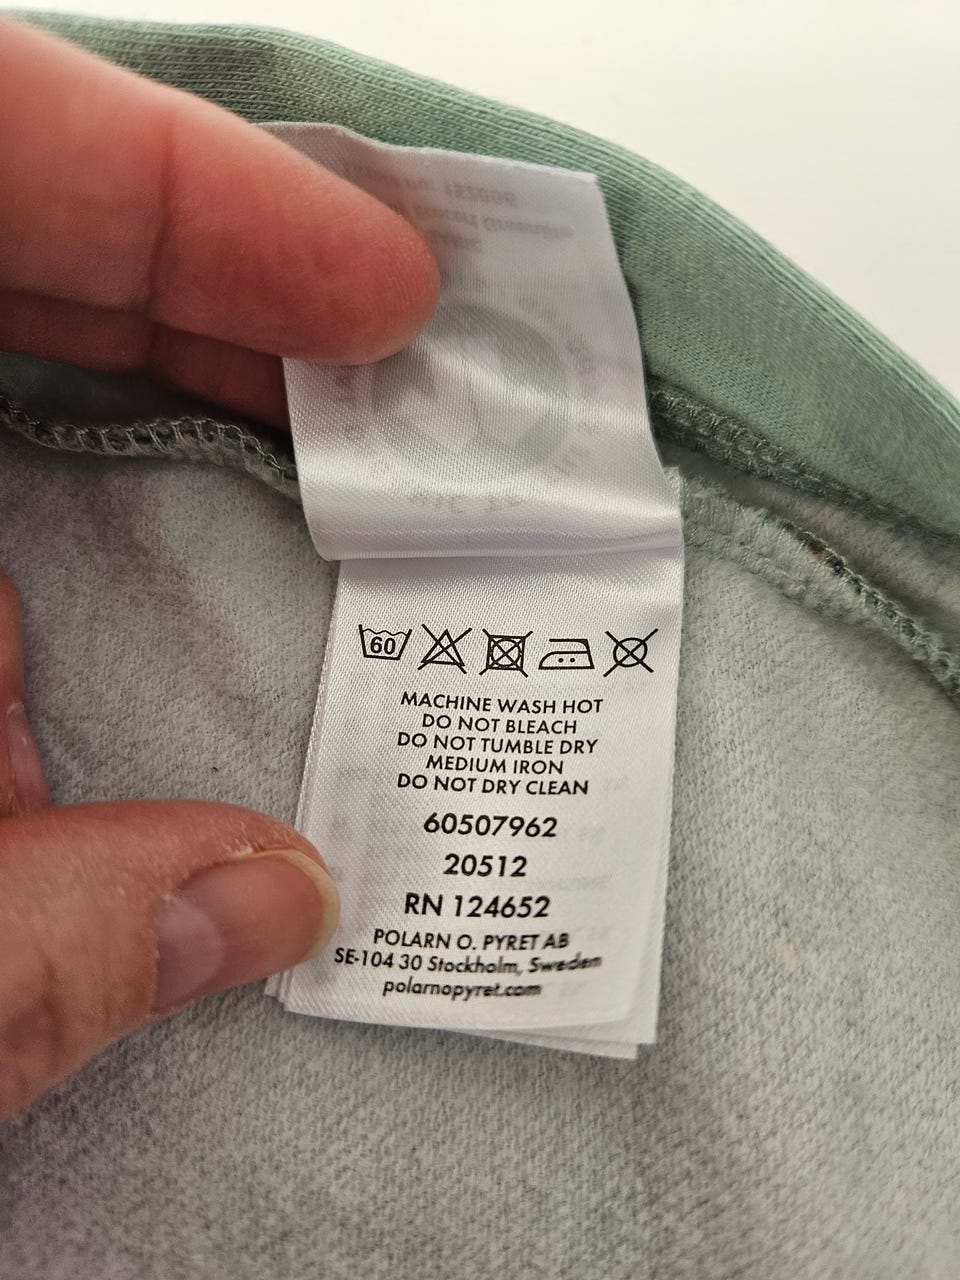 60
MACHINE WASH HOT
DO NOT BLEACH
DO NOT TUMBLE DRY
MEDIUM IRON
DO NOT DRY CLEAN
60507962
20512
RN 124652
POLARN O. PYRET AB
SE-104 30 Stockholm, Sweden
polarnopyret.com